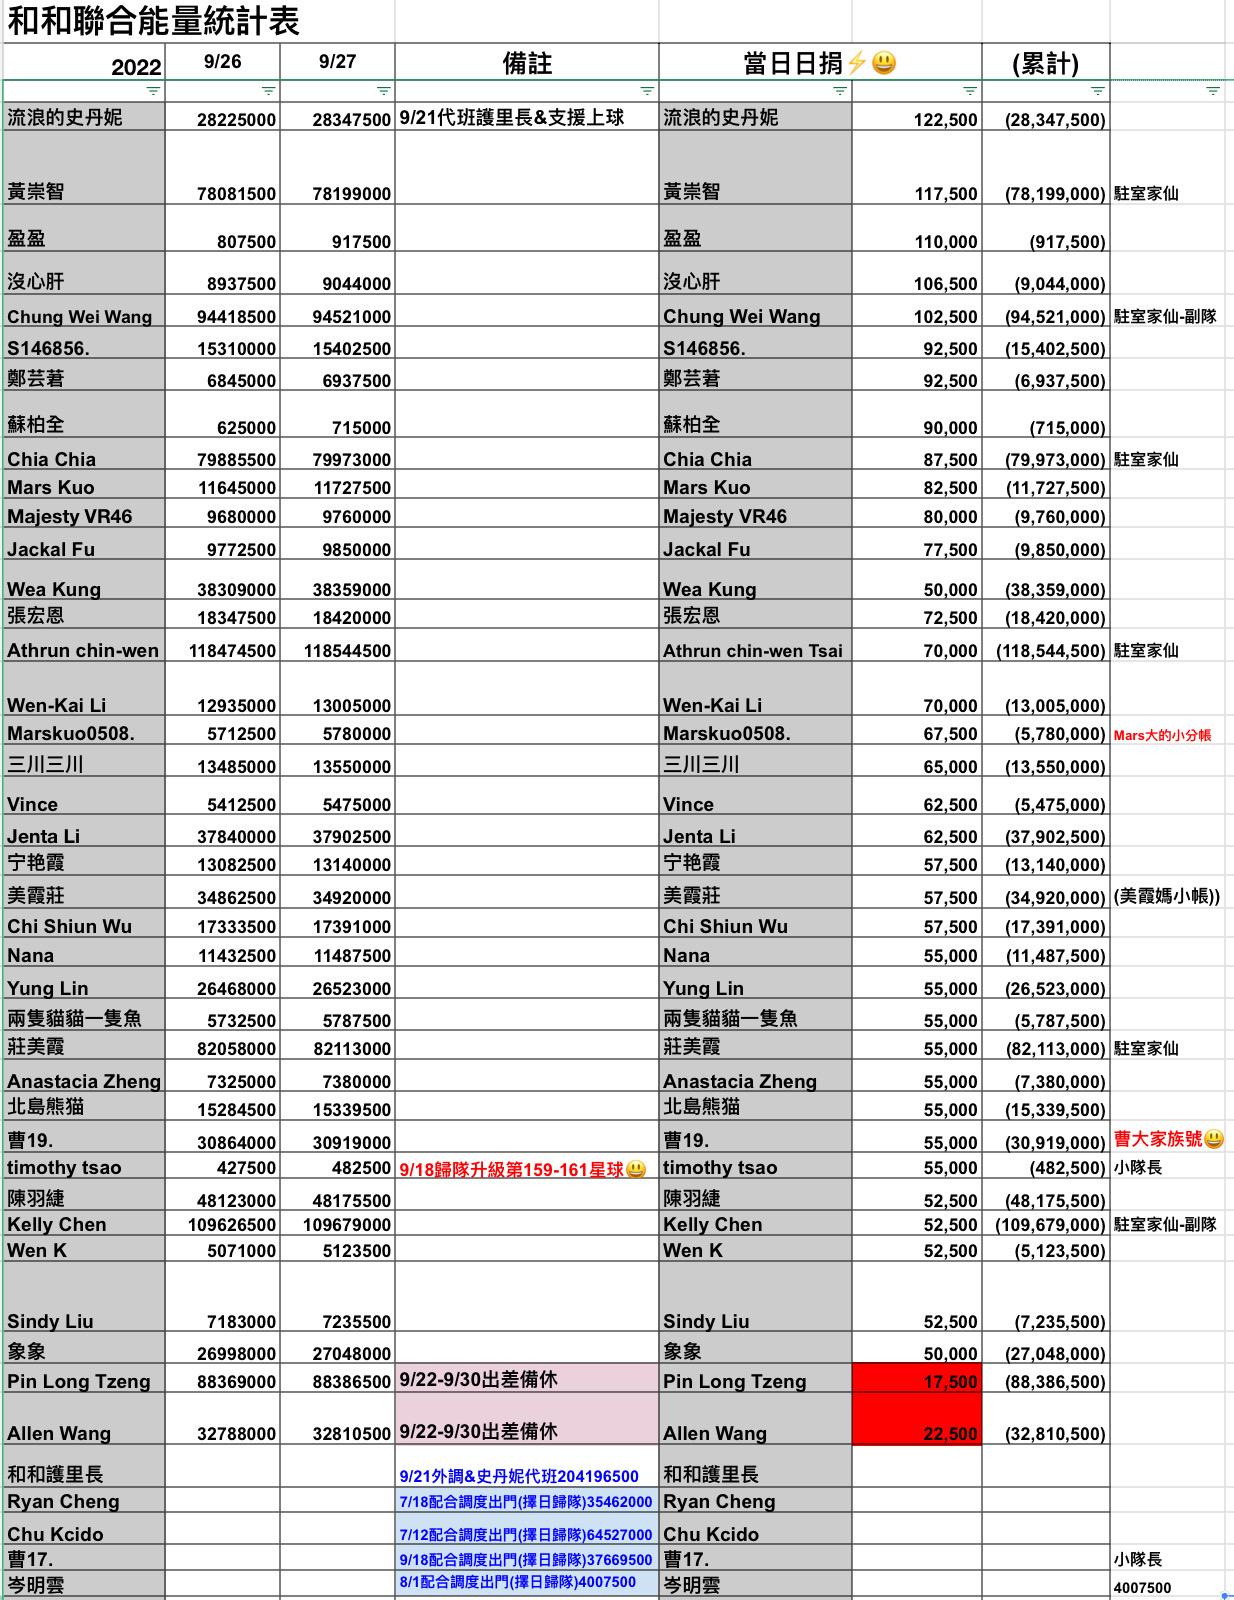 和和聯合能量統計表
2022 9/26 9/27 備註 當日日捐⚡😃 (累計)
流浪的史丹妮 28225000 28347500 9/21代班護里長&支援上球 流浪的史丹妮 122,500 (28,347,500)
黃崇智 78081500 78199000 黃崇智 117,500 (78,199,000) 駐室家仙
盈盈 807500 917500 盈盈 110,000 (917,500)
沒心肝 8937500 9044000 沒心肝 106,500 (9,044,000)
Chung Wei Wang 94418500 94521000 Chung Wei Wang 102,500 (94,521,000) 駐室家仙-副隊
S146856. 15310000 15402500 S146856. 92,500 (15,402,500)
鄭芸莙 6845000 6937500 鄭芸莙 92,500 (6,937,500)
蘇柏全 625000 715000 蘇柏全 90,000 (715,000)
Chia Chia 79885500 79973000 Chia Chia 87,500 (79,973,000) 駐室家仙
Mars Kuo 11645000 11727500 Mars Kuo 82,500 (11,727,500)
Majesty VR46 9680000 9760000 Majesty VR46 80,000 (9,760,000)
Jackal Fu 9772500 9850000 Jackal Fu 77,500 (9,850,000)
Wea Kung 38309000 38359000 Wea Kung 50,000 (38,359,000)
張宏恩 18347500 18420000 張宏恩 72,500 (18,420,000)
Athrun chin-wen 118474500 118544500 Athrun chin-wen Tsai 70,000 (118,544,500) 駐室家仙
Wen-Kai Li 12935000 13005000 Wen-Kai Li 70,000 (13,005,000)
Marskuo0508. 5712500 5780000 Marskuo0508. 67,500 (5,780,000) Mars大的小分帳
三川三川 13485000 13550000 三川三川 65,000 (13,550,000)
Vince 5412500 5475000 Vince 62,500 (5,475,000)
Jenta Li 37840000 37902500 Jenta Li 62,500 (37,902,500)
宁艳霞 13082500 13140000 宁艳霞 57,500 (13,140,000)
美霞莊 34862500 34920000 美霞莊 57,500 (34,920,000) (美霞媽小帳))
Chi Shiun Wu 17333500 17391000 Chi Shiun Wu 57,500 (17,391,000)
Nana 11432500 11487500 Nana 55,000 (11,487,500)
Yung Lin 26468000 26523000 Yung Lin 55,000 (26,523,000)
兩隻貓貓一隻魚 5732500 5787500 兩隻貓貓一隻魚 55,000 (5,787,500)
莊美霞 82058000 82113000 莊美霞 55,000 (82,113,000) 駐室家仙
Anastacia Zheng 7325000 7380000 Anastacia Zheng 55,000 (7,380,000)
北島熊猫 15284500 15339500 北島熊猫 55,000 (15,339,500)
曹19. 30864000 30919000 曹19. 55,000 (30,919,000) 曹大家族號😃
timothy tsao 427500 482500 9/18歸隊升級第159-161星球😃 timothy tsao 55,000 (482,500) 小隊長
陳羽緁 48123000 48175500 陳羽緁 52,500 (48,175,500)
Kelly Chen 109626500 109679000 Kelly Chen 52,500 (109,679,000) 駐室家仙-副隊
Wen K 5071000 5123500 Wen K 52,500 (5,123,500)
Sindy Liu 7183000 7235500 Sindy Liu 52,500 (7,235,500)
象象 26998000 27048000 象象 50,000 (27,048,000)
Pin Long Tzeng 88369000 88386500 9/22-9/30出差備休 Pin Long Tzeng 17,500 (88,386,500)
Allen Wang 32788000 32810500 9/22-9/30出差備休 Allen Wang 22,500 (32,810,500)
和和護里長 9/21外調&史丹妮代班204196500 和和護里長
Ryan Cheng 7/18配合調度出門(擇日歸隊)35462000 Ryan Cheng
Chu Kcido 7/12配合調度出門(擇日歸隊)64527000 Chu Kcido
曹17. 9/18配合調度出門(擇日歸隊)37669500 曹17. 小隊長
岑明雲 8/1配合調度出門(擇日歸隊)4007500 岑明雲 4007500